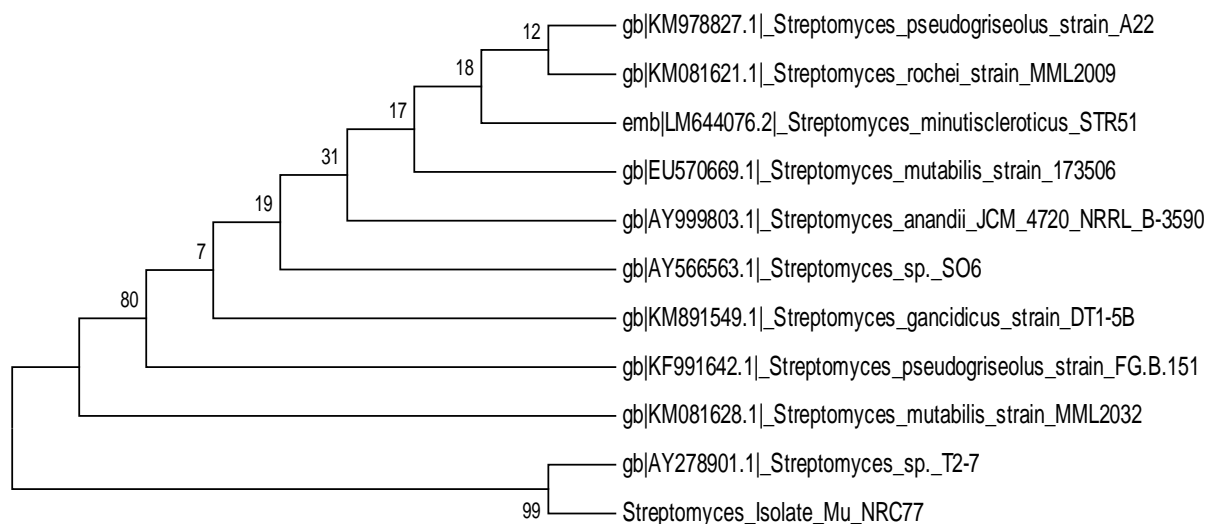 gb|KM978827.1|_Streptomyces_pseudogriseolus_strain_A22
12
gb|KM081621.1|_Streptomyces_rochei_strain_MML2009
18
emb|LM644076.2|_Streptomyces_minutiscleroticus_STR51
17
gb|EU570669.1|_Streptomyces_mutabilis_strain_173506
31
gb|AY999803.1|_Streptomyces_anandii_JCM_4720_NRRL_B-3590
19
gb|AY566563.1|_Streptomyces_sp._SO6
7
gb|KM891549.1|_Streptomyces_gancidicus_strain_DT1-5B
80
gb|KF991642.1|_Streptomyces_pseudogriseolus_strain_FG.B.151
gb|KM081628.1|_Streptomyces_mutabilis_strain_MML2032
gb|AY278901.1|_Streptomyces_sp._T2-7
99
Streptomyces_Isolate_Mu_NRC77